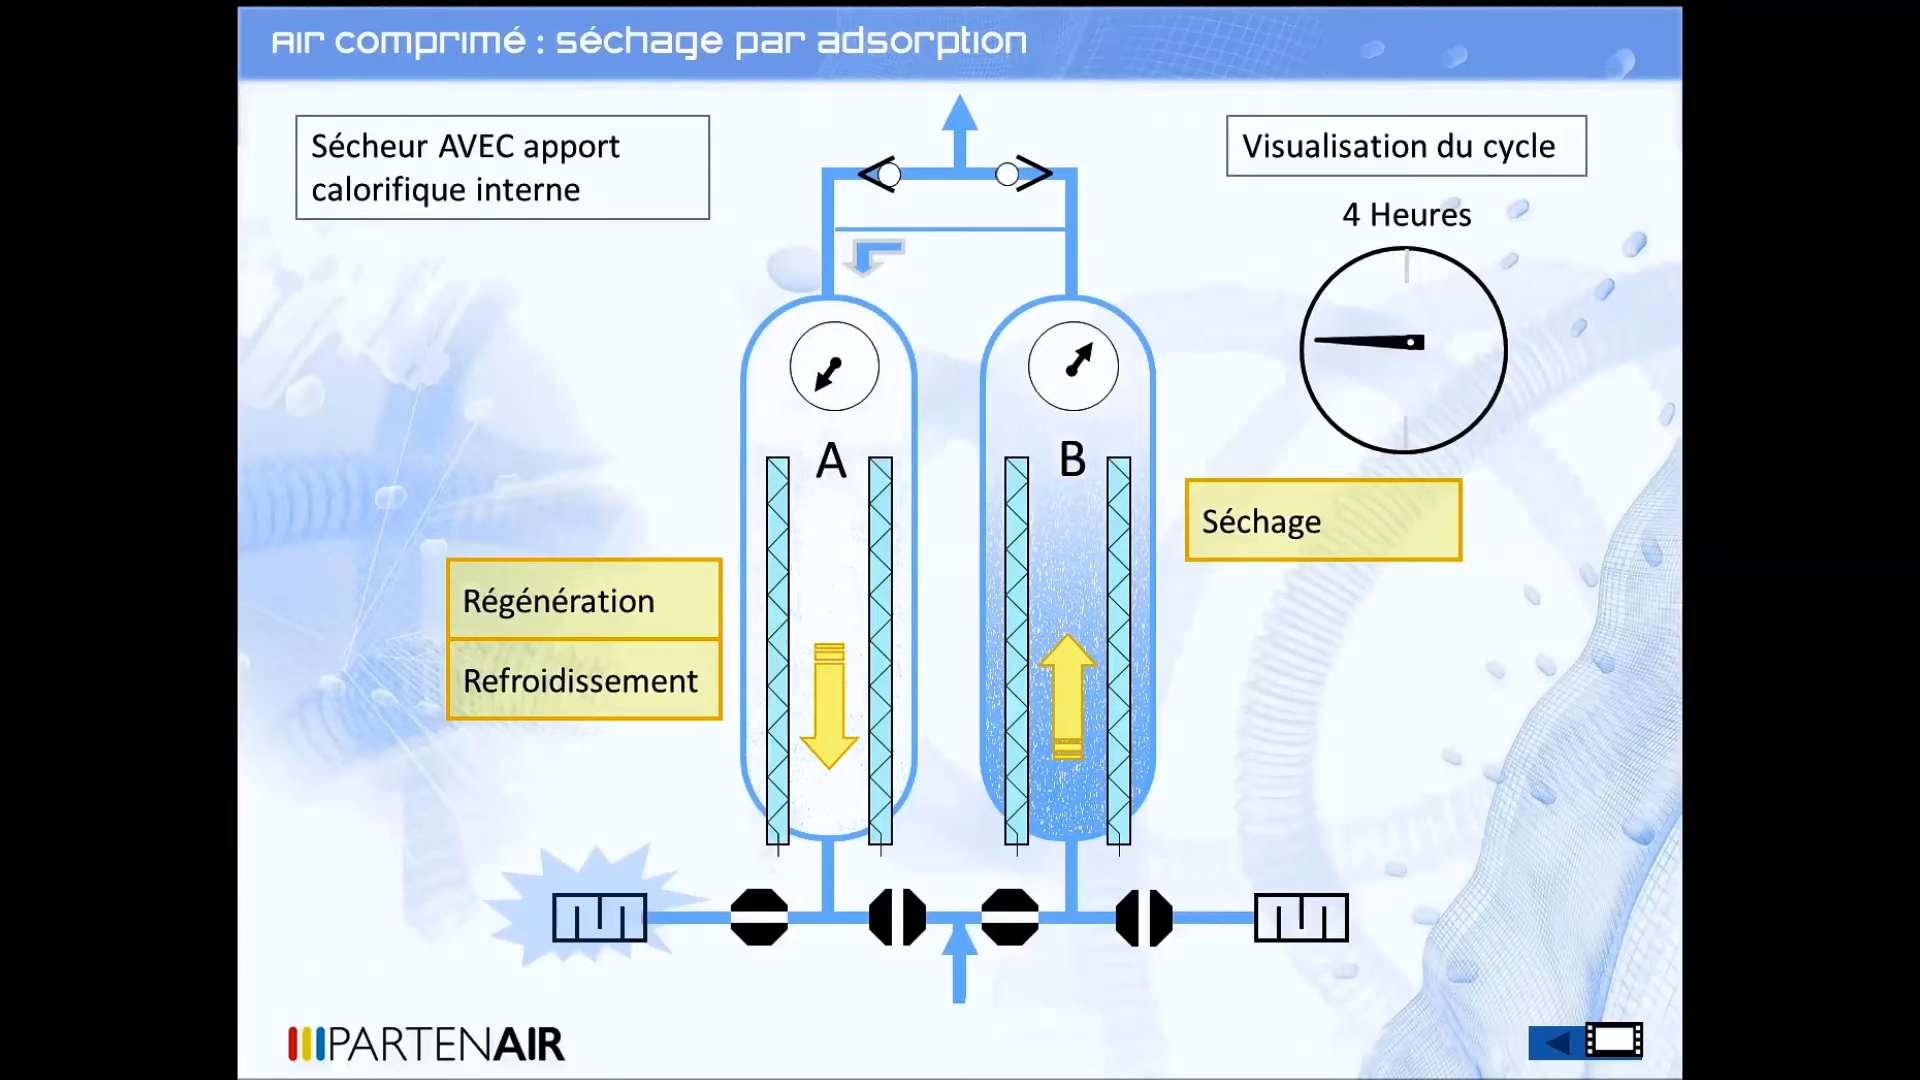 Air comprimé : séchage par adsorption
Sécheur AVEC apport
calorifique interne
Visualisation du cycle
4 Heures
A
B
Séchage
Régénération
Refroidissement
PARTENAIR